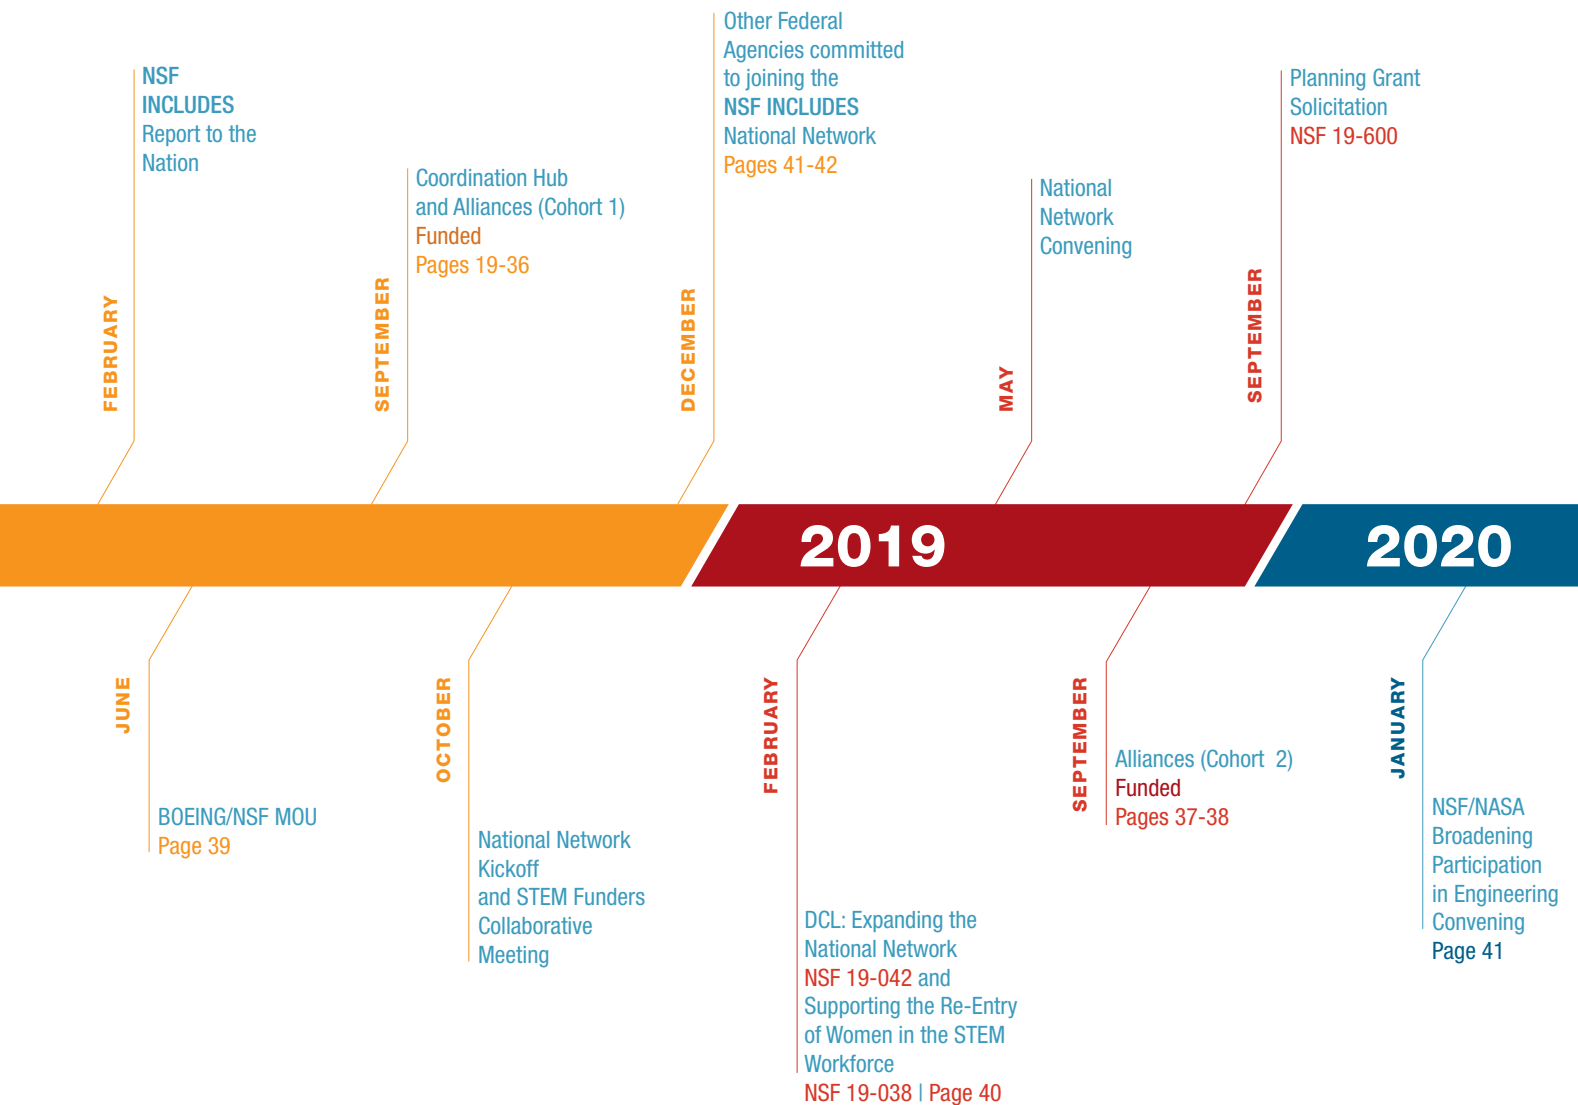 FEBRUARY
NSF
INCLUDES
Report to the
Nation
SEPTEMBER
Coordination Hub
and Alliances (Cohort 1)
Funded
Pages 19-36
DECEMBER
Other Federal
Agencies committed
to joining the
NSF INCLUDES
National Network
Pages 41-42
MAY
National
Network
Convening
SEPTEMBER
Planning Grant
Solicitation
NSF 19-600
2019
2020
JUNE
BOEING/NSF MOU
Page 39
OCTOBER
National Network
Kickoff
and STEM Funders
Collaborative
Meeting
FEBRUARY
DCL: Expanding the
National Network
NSF 19-042 and
Supporting the Re-Entry
of Women in the STEM
Workforce
NSF 19-038 | Page 40
SEPTEMBER
Alliances (Cohort 2)
Funded
Pages 37-38
JANUARY
NSF/NASA
Broadening
Participation
in Engineering
Convening
Page 41